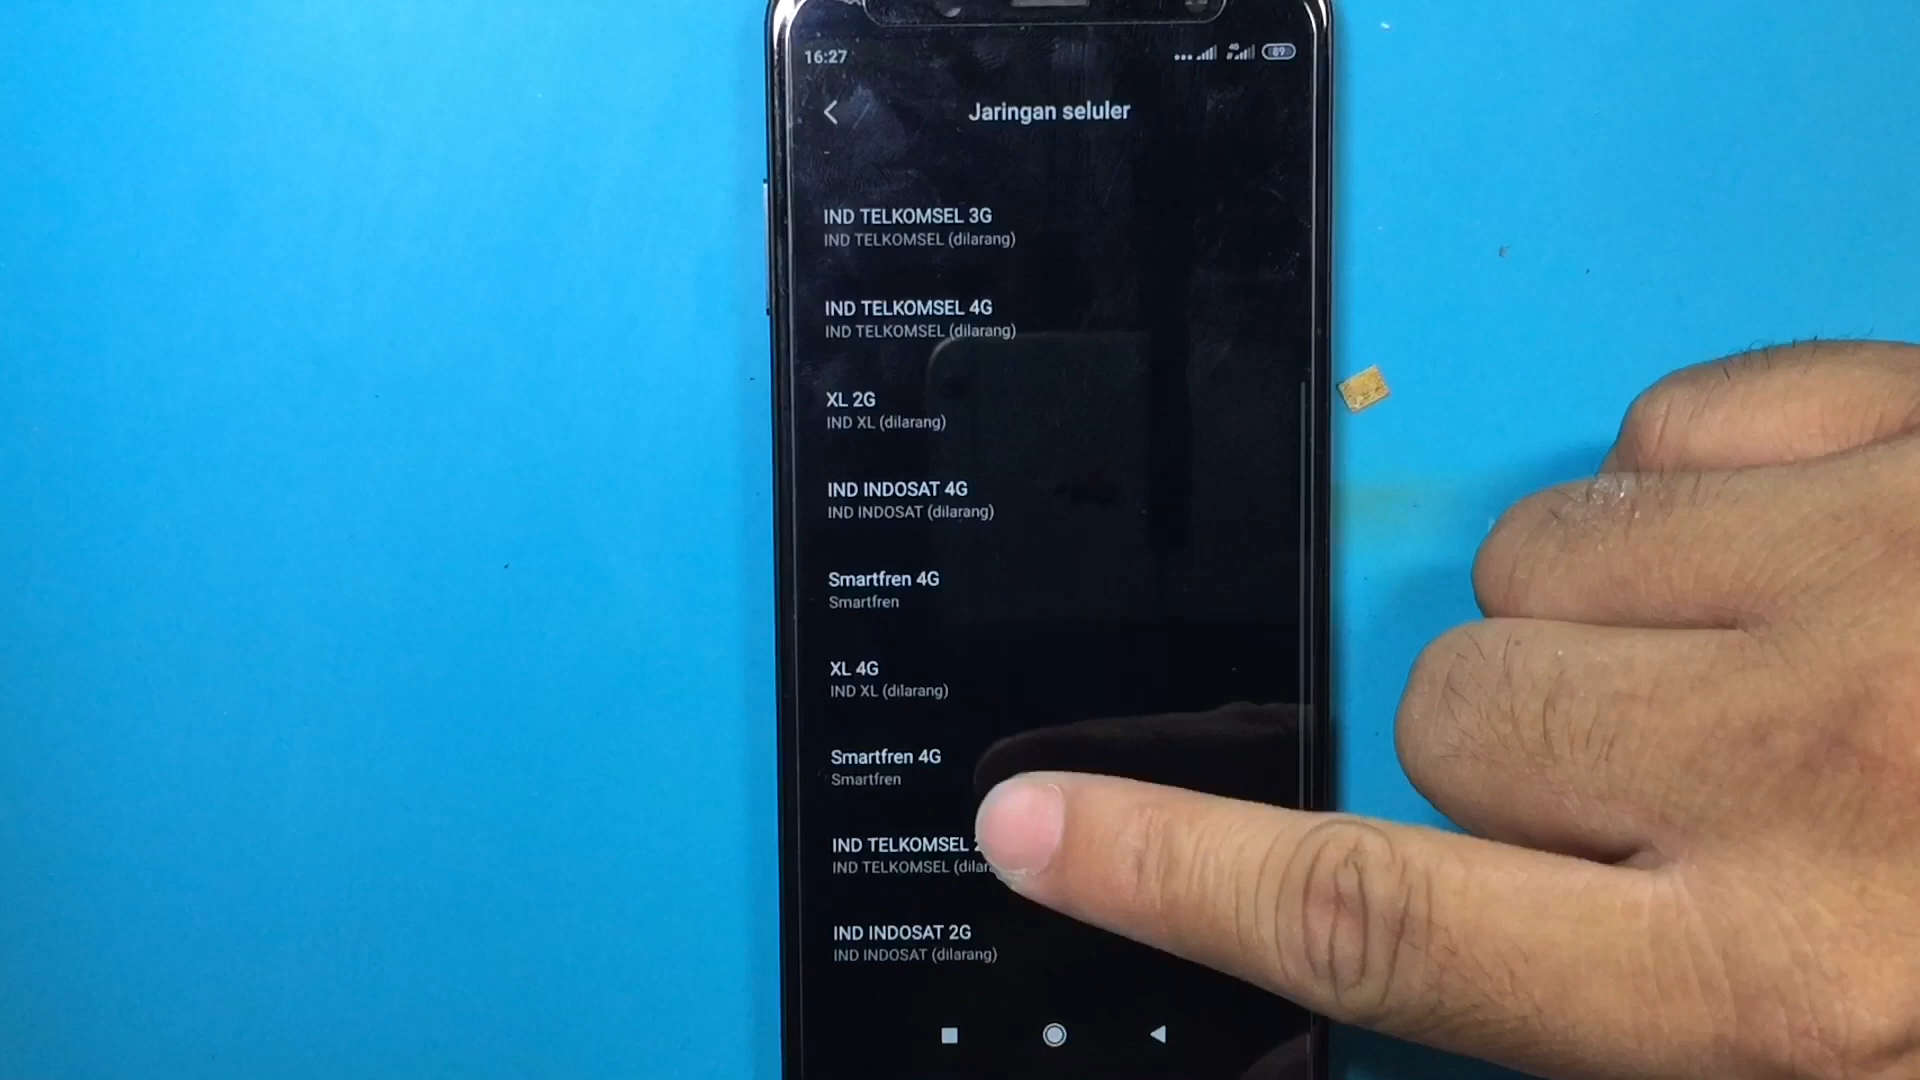 16:27
4G
89
Jaringan seluler
IND TELKOMSEL 3G
IND TELKOMSEL (dilarang)
IND TELKOMSEL 4G
IND TELKOMSEL (dilarang)
XL 2G
IND XL (dilarang)
IND INDOSAT 4G
IND INDOSAT (dilarang)
Smartfren 4G
Smartfren
XL 4G
IND XL (dilarang)
Smartfren 4G
Smartfren
IND TELKOMSEL
IND TELKOMSEL
IND INDOSAT 2G
IND INDOSAT (dilarang)